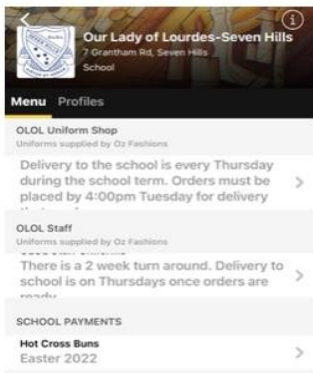 Our Lady of Lourdes-Seven Hills
7 Grantham Rd, Seven Hills
School
Menu Profiles
OLOL Uniform Shop
Uniforms supplied by Oz Fashions
Delivery to the school is every Thursday
during the school term. Orders must be
placed by 4:00pm Tuesday for delivery
OLOL Staff
Uniforms supplied by Oz Fashions
There is a 2 week turn around. Delivery to
school is on Thursdays once orders are
ready
SCHOOL PAYMENTS
Hot Cross Buns
Easter 2022